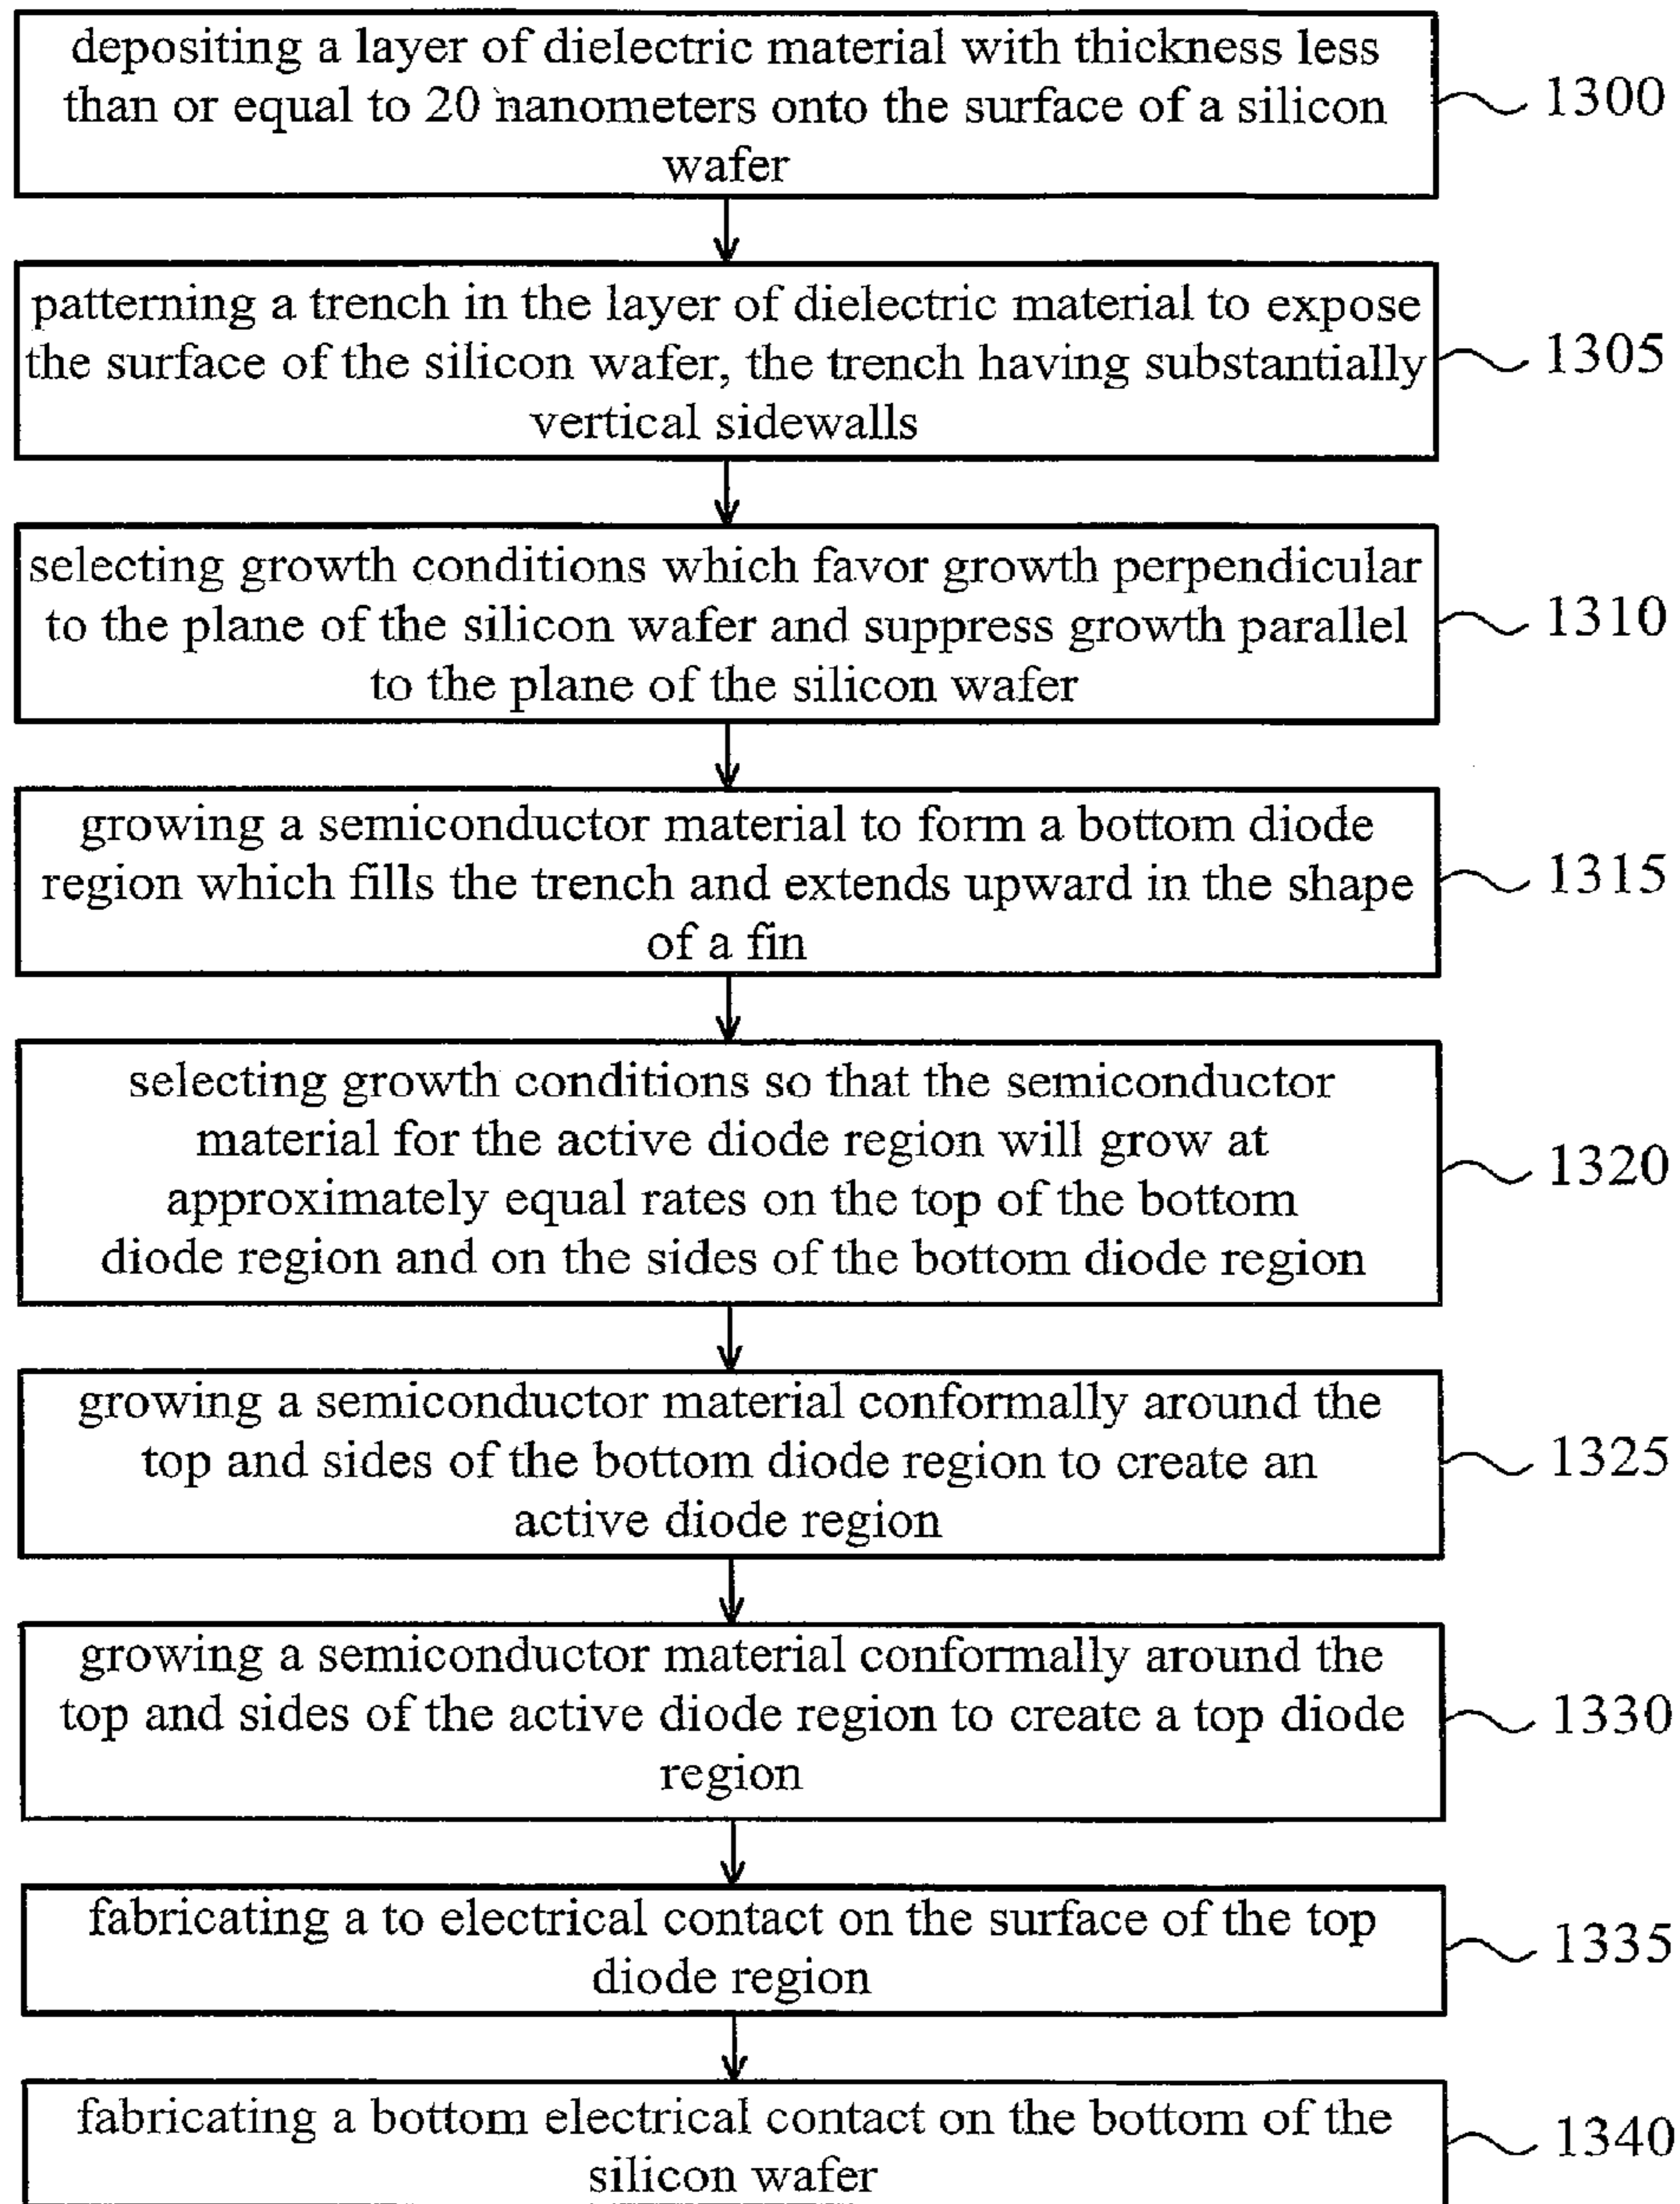 depositing a layer of dielectric material with thickness less
than or equal to 20 nanometers onto the surface of a silicon
wafer
1300
patterning a trench in the layer of dielectric material to expose
the surface of the silicon wafer, the trench having substantially
vertical sidewalls
1305
selecting growth conditions which favor growth perpendicular
to the plane of the silicon wafer and suppress growth parallel
to the plane of the silicon wafer
1310
growing a semiconductor material to form a bottom diode
region which fills the trench and extends upward in the shape
of a fin
1315
selecting growth conditions so that the semiconductor
material for the active diode region will grow at
approximately equal rates on the top of the bottom
diode region and on the sides of the bottom diode region
1320
growing a semiconductor material conformally around the
top and sides of the bottom diode region to create an
active diode region
1325
growing a semiconductor material conformally around the
top and sides of the active diode region to create a top diode
region
1330
fabricating a to electrical contact on the surface of the top
diode region
1335
fabricating a bottom electrical contact on the bottom of the
silicon wafer
1340